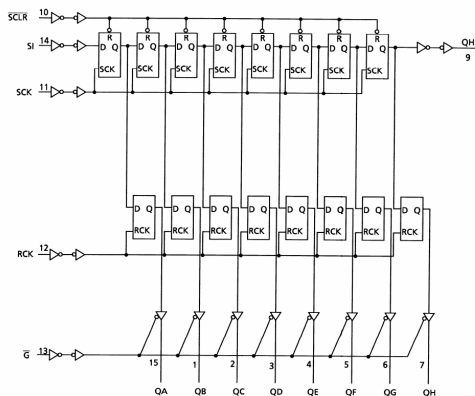 SCLR 10
R R R R R R R R
SI 14
D Q D Q D Q D Q D Q D Q D Q D Q
QH
9
SCK SCK SCK SCK SCK SCK SCK SCK
SCK 11
D Q D Q D Q D Q D Q D Q D Q D Q
RCK RCK RCK RCK RCK RCK RCK RCK
RCK 12
G 13
15 1 2 3 4 5 6 7
QA QB QC QD QE QF QG QH